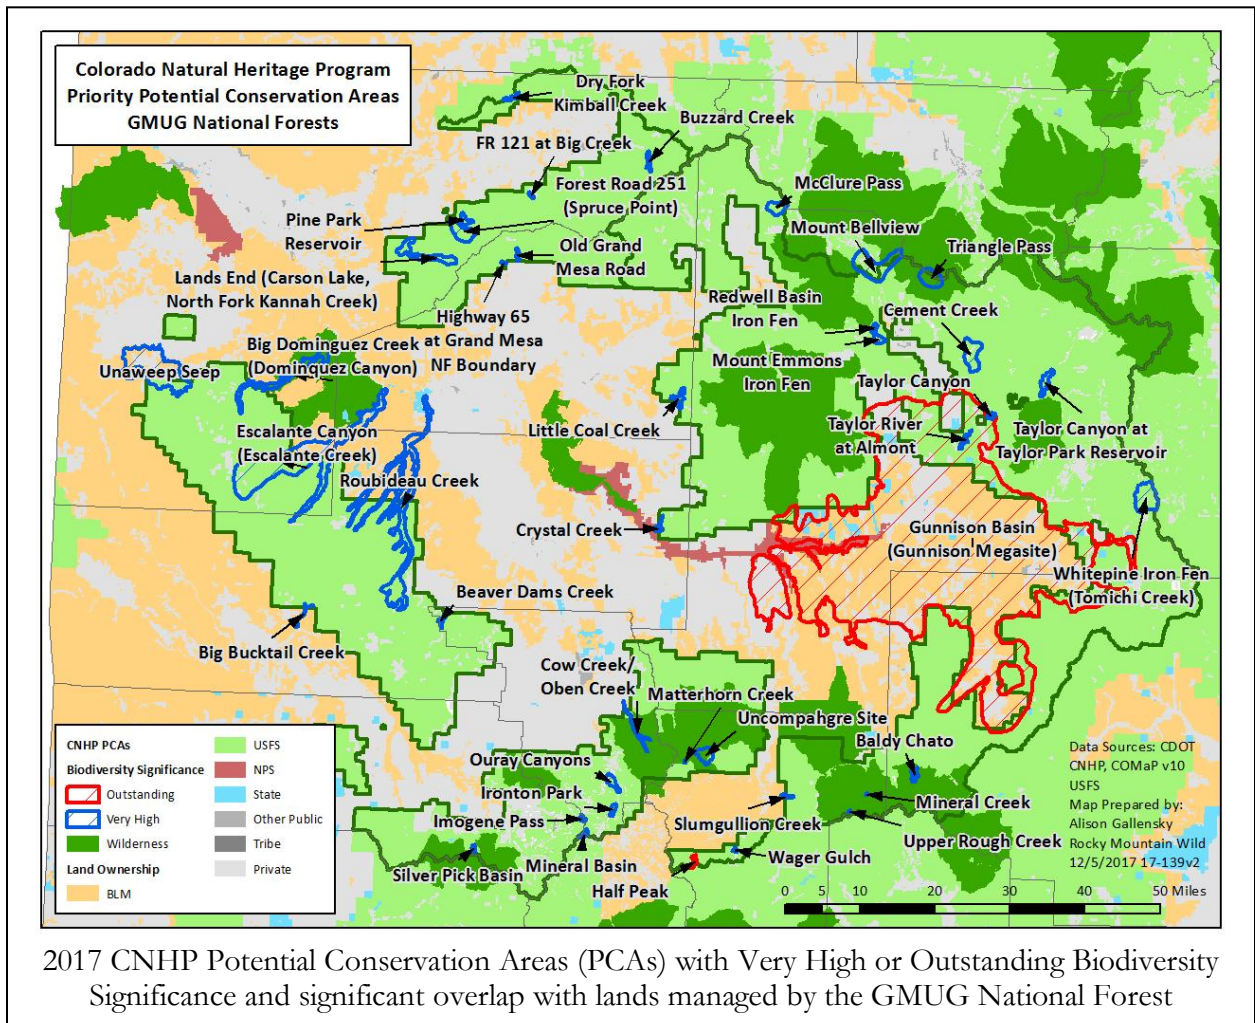 Colorado Natural Heritage Program
Priority Potential Conservation Areas
GMUG National Forests
Dry Fork
Kimball Creek
Buzzard Creek
FR 121 at Big Creek
Forest Road 251
(Spruce Point)
McClure Pass
Pine Park
Reservoir
Mount Bellview
Triangle Pass
Old Grand
Mesa Road
Lands End (Carson Lake,
North Fork Kannah Creek)
Redwell Basin
Iron Fen
Cement Creek
Highway 65
at Grand Mesa
NF Boundary
Big Dominguez Creek
(Dominquez Canyon)
Unaweep Seep
Mount Emmons
Iron Fen
Taylor Canyon
Taylor River
at Almont
Taylor Canyon at
Taylor Park Reservoir
Escalante Canyon
(Escalante Creek)
Little Coal Creek
Roubideau Creek
Crystal Creek
Gunnison Basin
(Gunnison Megasite)
Whitepine Iron Fen
(Tomichi Creek)
Beaver Dams Creek
Big Bucktail Creek
Cow Creek/
Oben Creek
Matterhorn Creek
Uncompahgre Site
Baldy Chato
Ouray Canyons
Ironton Park
Imogene Pass
Slumgullion Creek
Mineral Creek
Upper Rough Creek
Mineral Basin
Silver Pick Basin
Wager Gulch
Half Peak
CNHP PCAs
Biodiversity Significance
Outstanding
Very High
Wilderness
Land Ownership
BLM
USFS
NPS
State
Other Public
Tribe
Private
Data Sources: CDOT
CNHP, COMaP v10
USFS
Map Prepared by:
Alison Gallensky
Rocky Mountain Wild
12/5/2017 17-139v2
0 5 10 20 30 40 50 Miles
2017 CNHP Potential Conservation Areas (PCAs) with Very High or Outstanding Biodiversity
Significance and significant overlap with lands managed by the GMUG National Forest